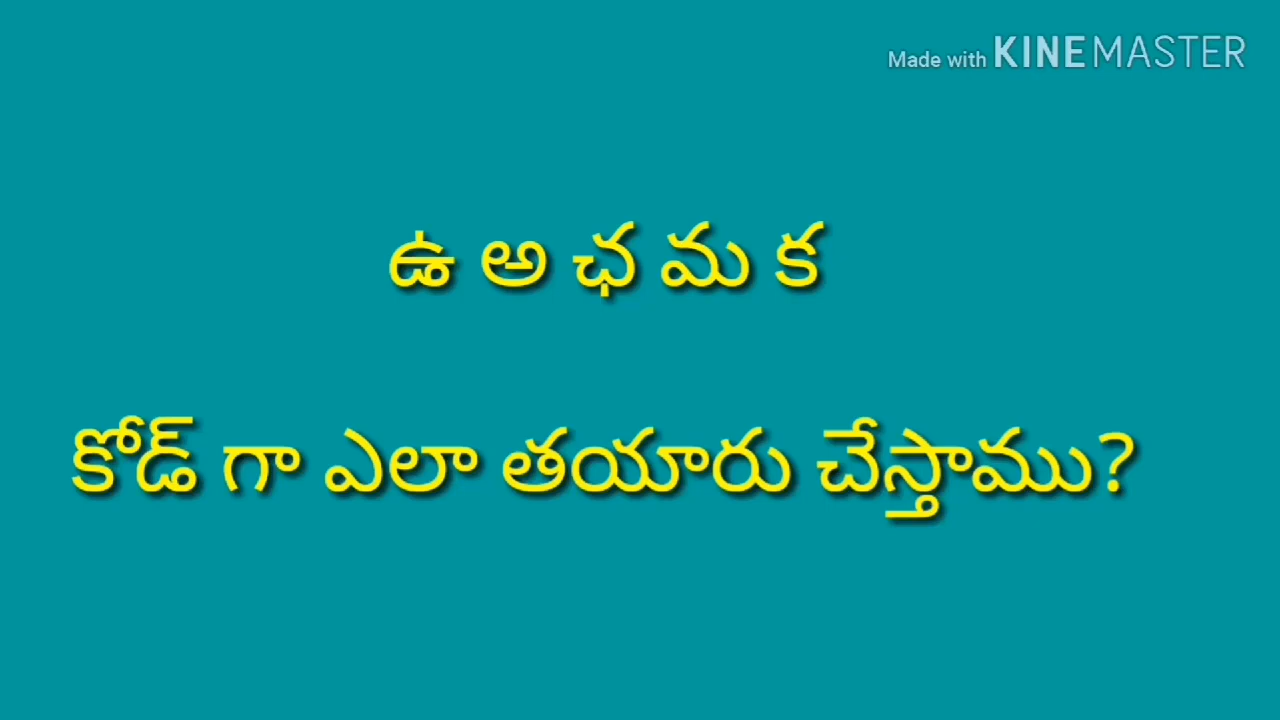 Made with KINEMASTER
ఉ అ ఛ మ క
కోడ్ గా ఎలా తయారు చేస్తాము?